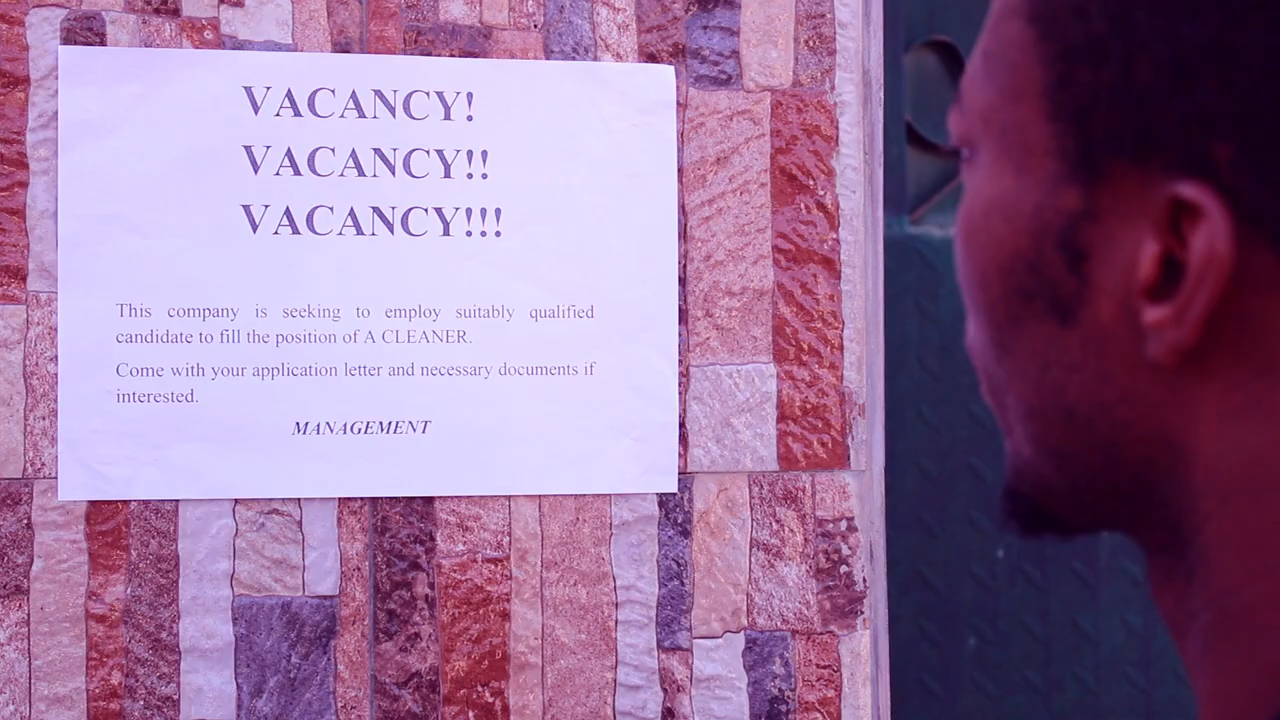 VACANCY!
VACANCY!!
VACANCY!!!
This company is seeking to employ suitably qualified
candidate to fill the position of A CLEANER.
Come with your application letter and necessary documents if
interested.
MANAGEMENT